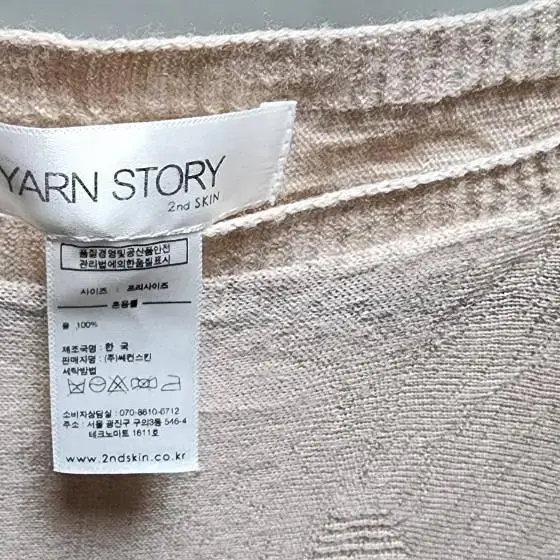 YARN STORY
2nd SKIN
품질경영및공산품안전
관리법에의한품질표시
사이즈 : 프리사이즈
혼용률
울 100%
제조국명 : 한 국
판매자명 : (주)쎄컨스킨
세탁방법
소비자상담실 : 070-8610-6712
주소 : 서울 광진구 구의3동 546-4
테크노마트 1611호
www.2ndskin.co.kr